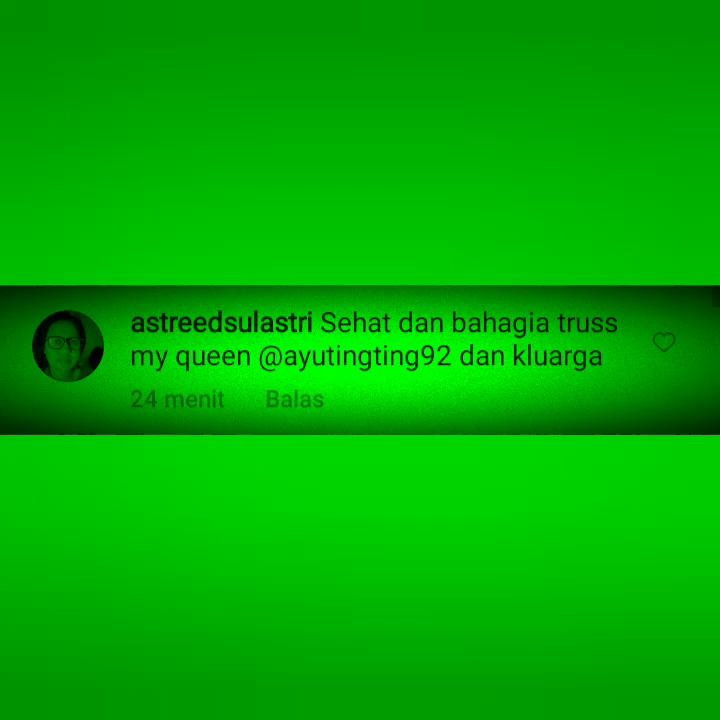 astreedsulastri Sehat dan bahagia truss
my queen @ayutingting92 dan kluarga
24 menit Balas